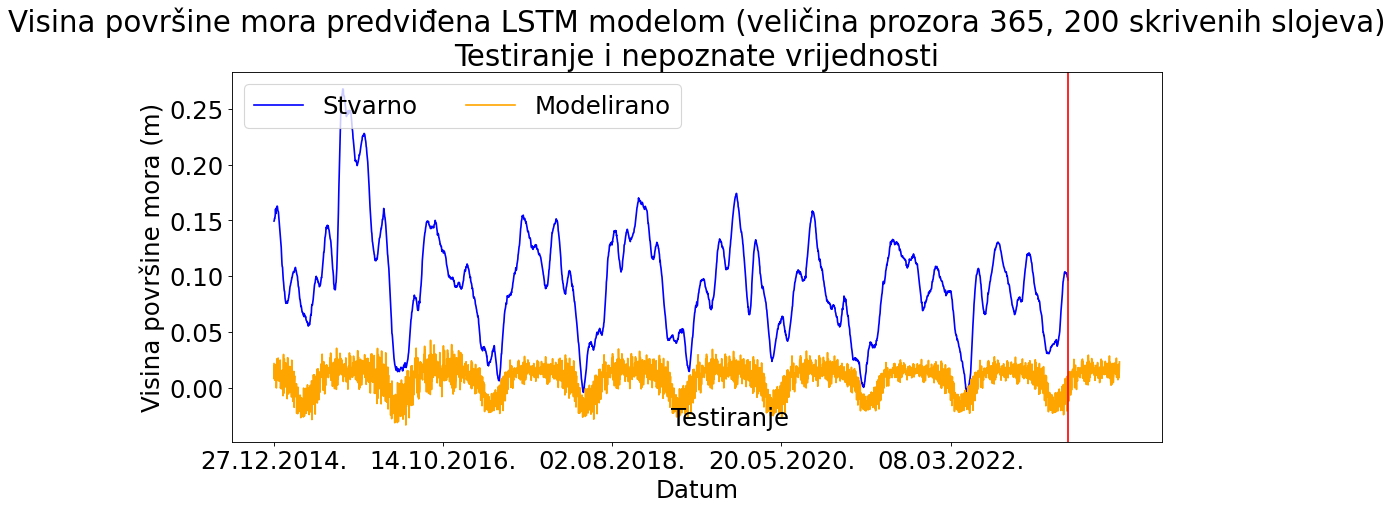 Visina površine mora predviđena LSTM modelom (veličina prozora 365, 200 skrivenih slojeva)
Testiranje i nepoznate vrijednosti
Stvarno
Modelirano
Visina površine mora (m)
0.25
0.20
0.15
0.10
0.05
0.00
Testiranje
27.12.2014.
14.10.2016.
02.08.2018.
20.05.2020.
08.03.2022.
Datum